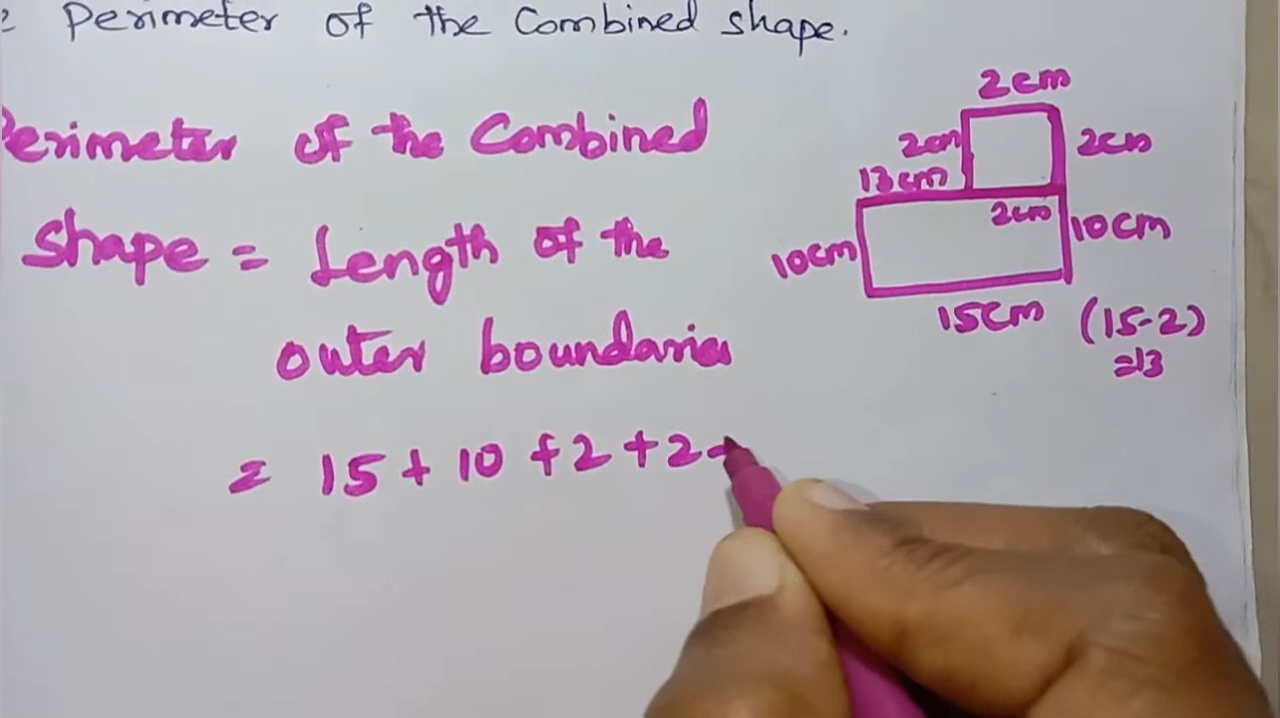 Perimeter of the Combined shape.
Perimeter of the Combined
shape = Length of the
outer boundaries
= 15 + 10 + 2 + 2
2cm
2cm
2cm
13cm
2cm
10cm
10cm
15cm
(15-2)
=13